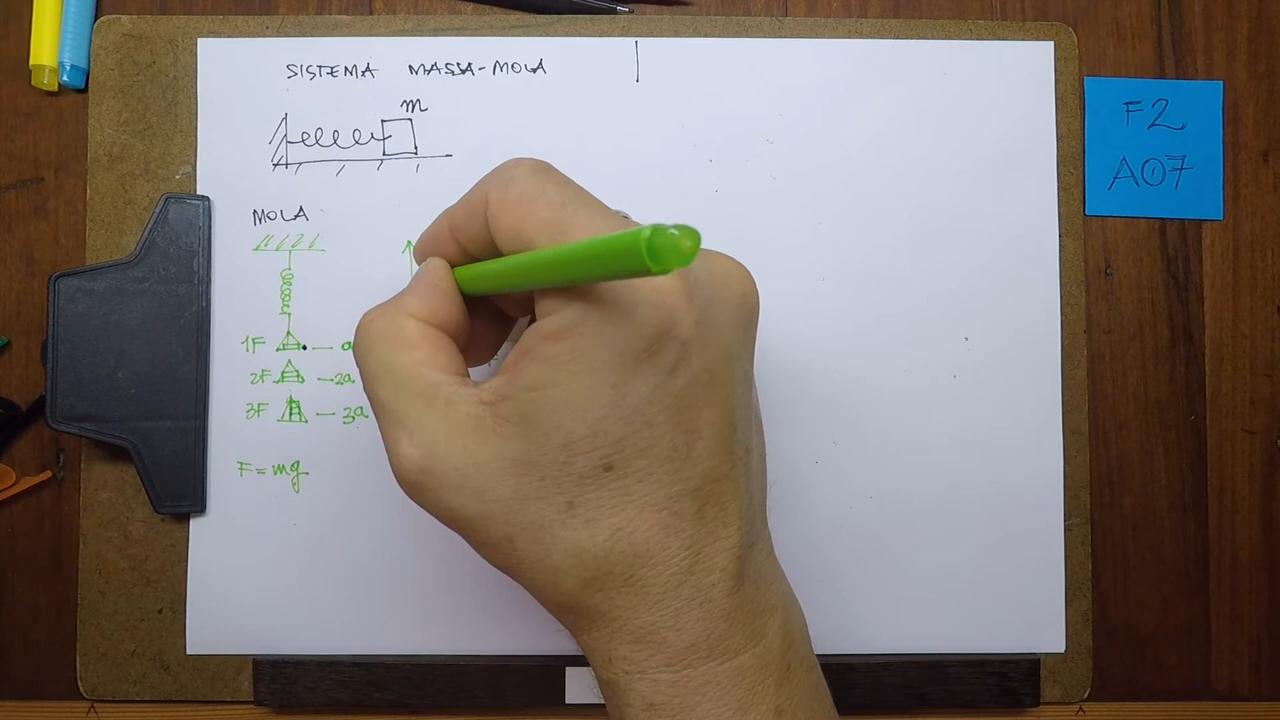 SISTEMA MASSA-MOLA
m
MOLA
1F — a
2F — 2a
3F — 3a
F = mg
F2
A07